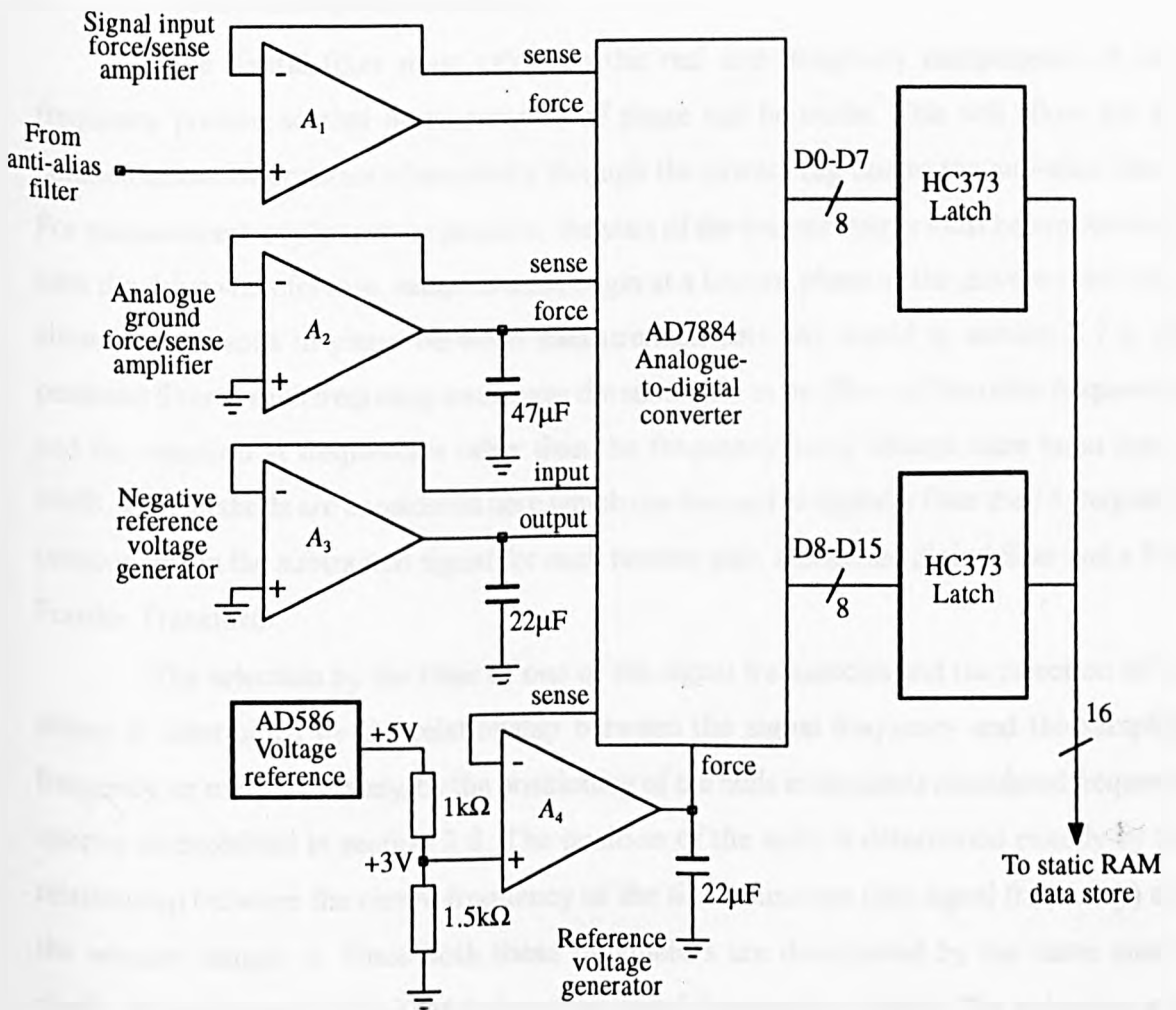 Signal input
force/sense
amplifier
sense
force
A1
+
From
anti-alias
filter
D0-D7
8
HC373
Latch
Analogue
ground
force/sense
amplifier
sense
force
A2
+
47µF
AD7884
Analogue-
to-digital
converter
Negative
reference
voltage
generator
input
output
-
A3
+
22µF
D8-D15
8
HC373
Latch
16
To static RAM
data store
AD586
Voltage
reference
+5V
1kΩ
+3V
1.5kΩ
sense
-
A4
+
force
22µF
Reference
voltage
generator